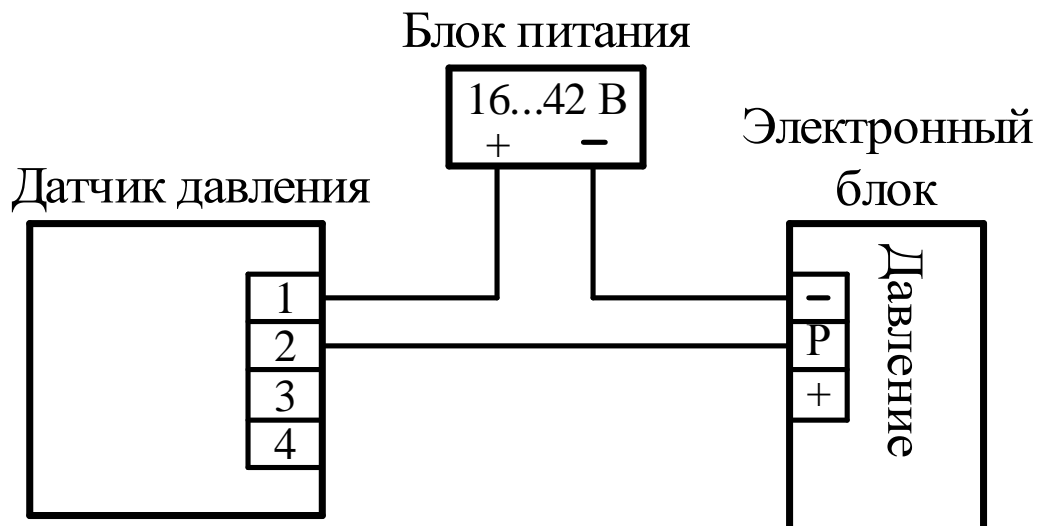 Блок питания
16...42 В
+ −
Электронный
блок
Датчик давления
1
2
3
4
−
P
+
Давление